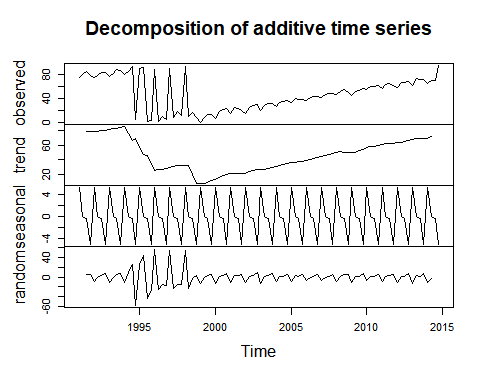 Decomposition of additive time series
observed
0 40 80
trend
20 60
seasonal
-4 0 4
random
-60 0 40
1995 2000 2005 2010 2015
Time